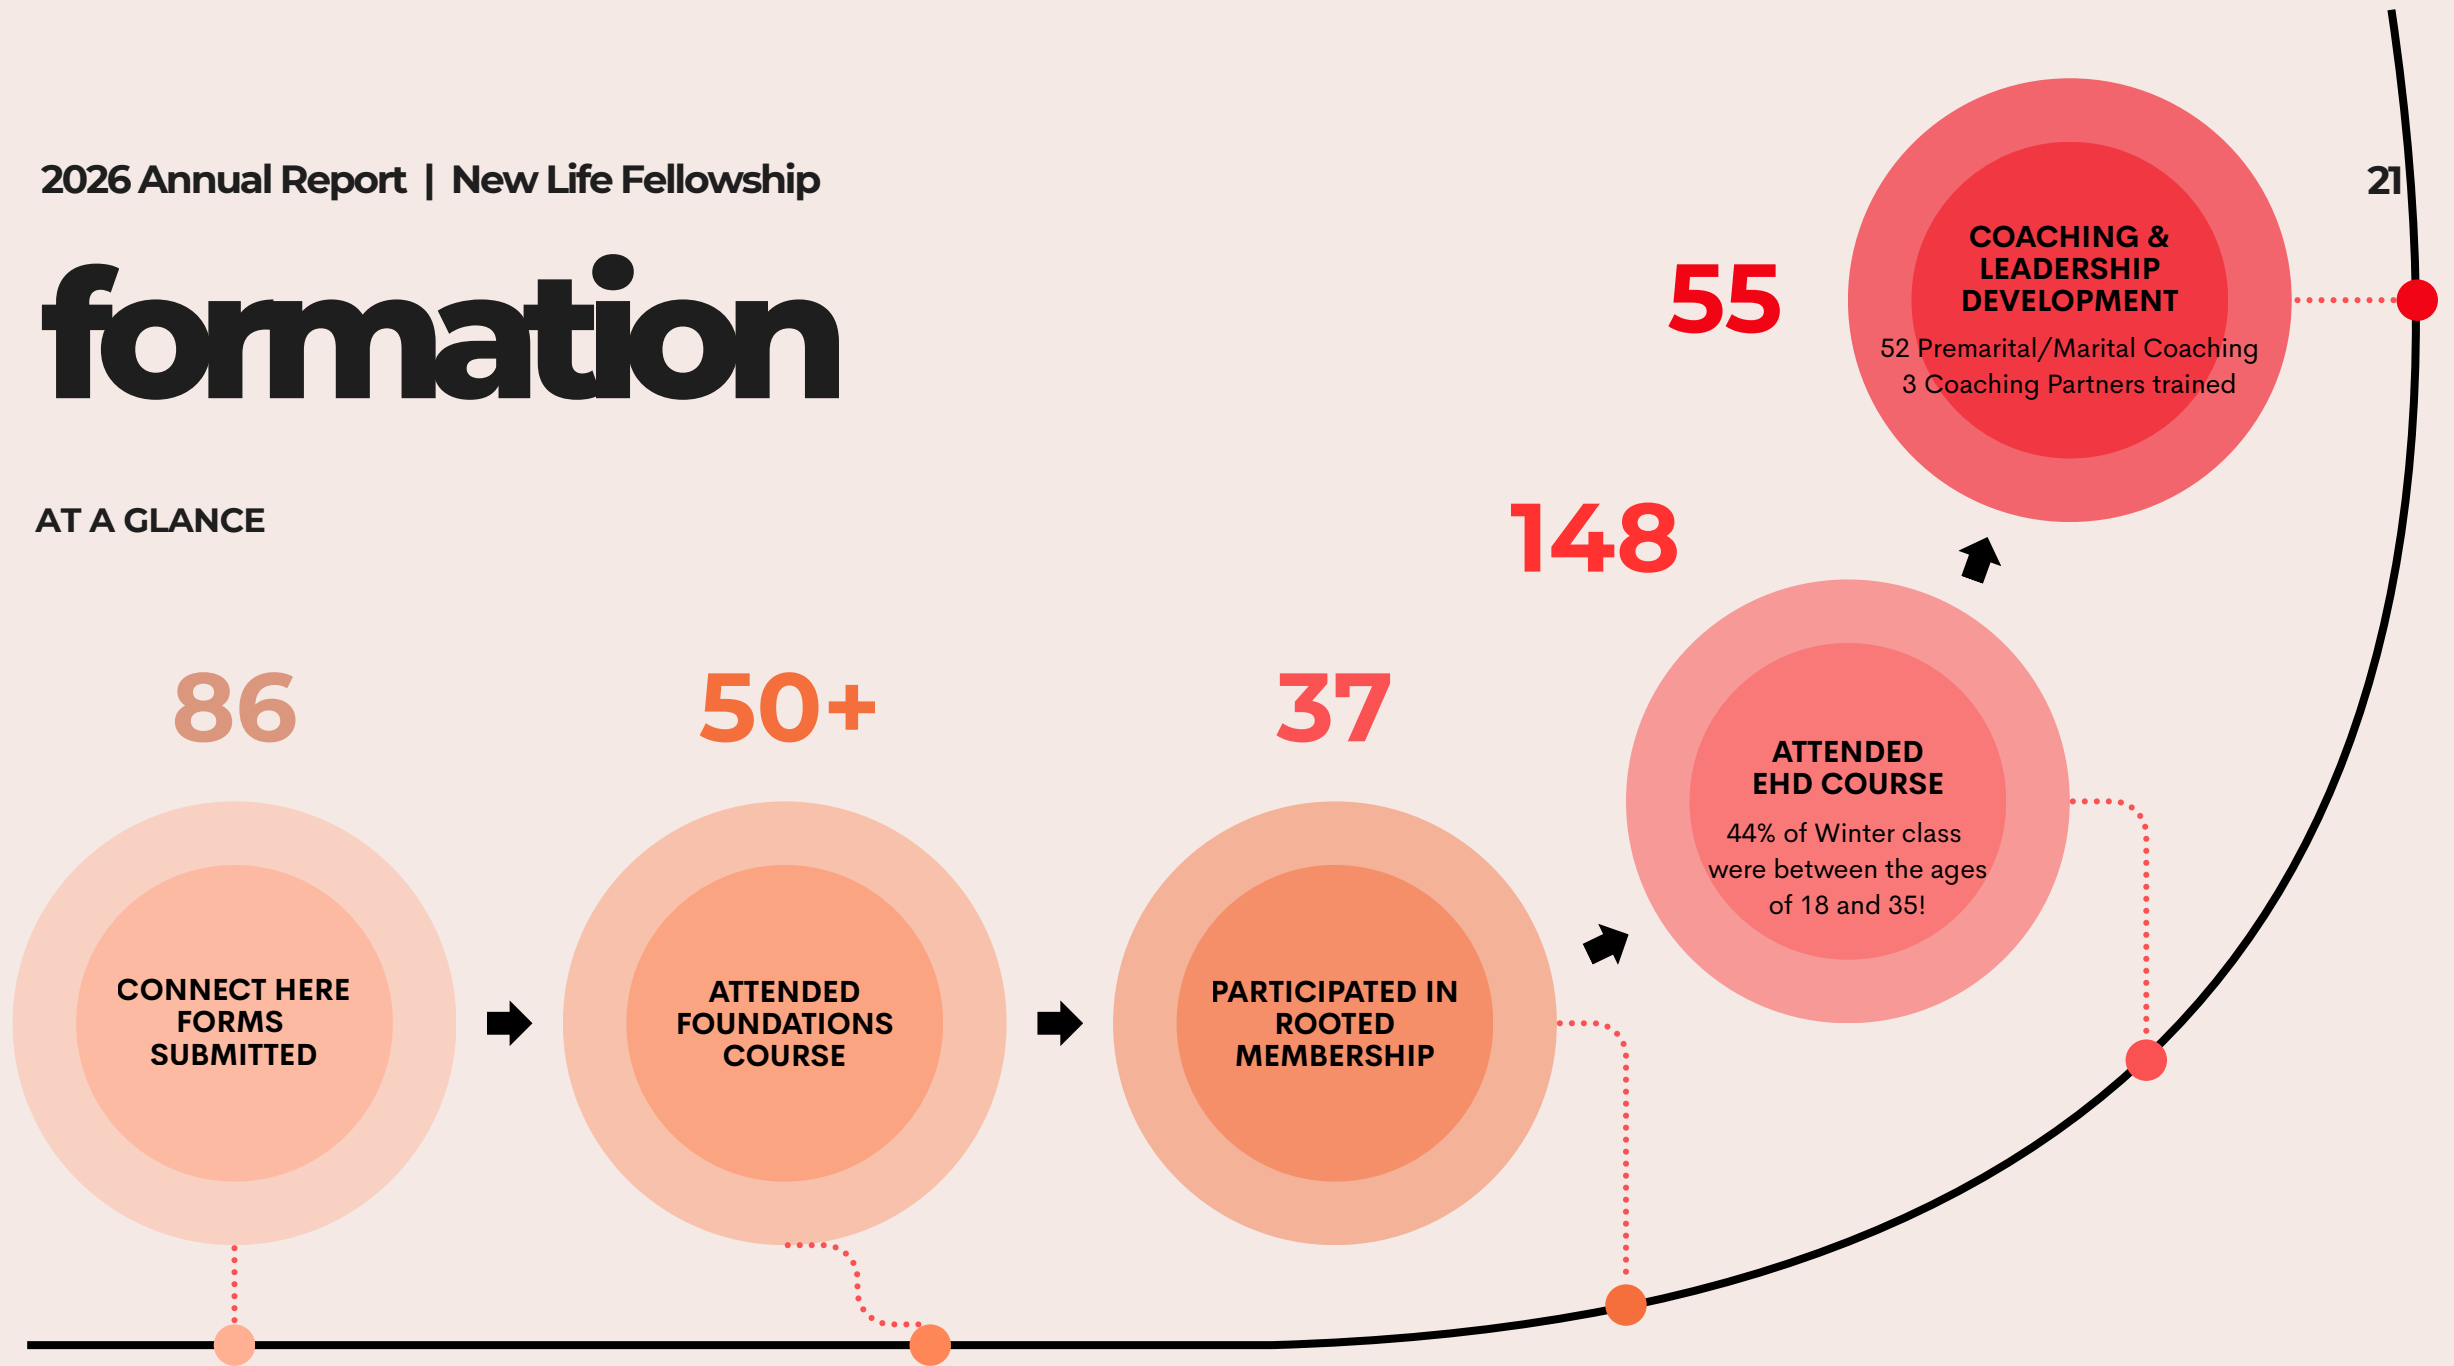 2026 Annual Report | New Life Fellowship
21
formation
AT A GLANCE
86
CONNECT HERE
FORMS
SUBMITTED
50+
ATTENDED
FOUNDATIONS
COURSE
37
PARTICIPATED IN
ROOTED
MEMBERSHIP
148
ATTENDED
EHD COURSE
44% of Winter class
were between the ages
of 18 and 35!
55
COACHING &
LEADERSHIP
DEVELOPMENT
52 Premarital/Marital Coaching
3 Coaching Partners trained